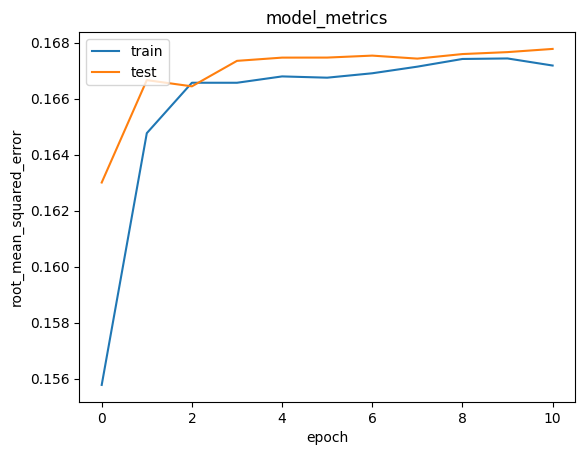 model_metrics
train
test
root_mean_squared_error
0.168
0.166
0.164
0.162
0.160
0.158
0.156
0 2 4 6 8 10
epoch